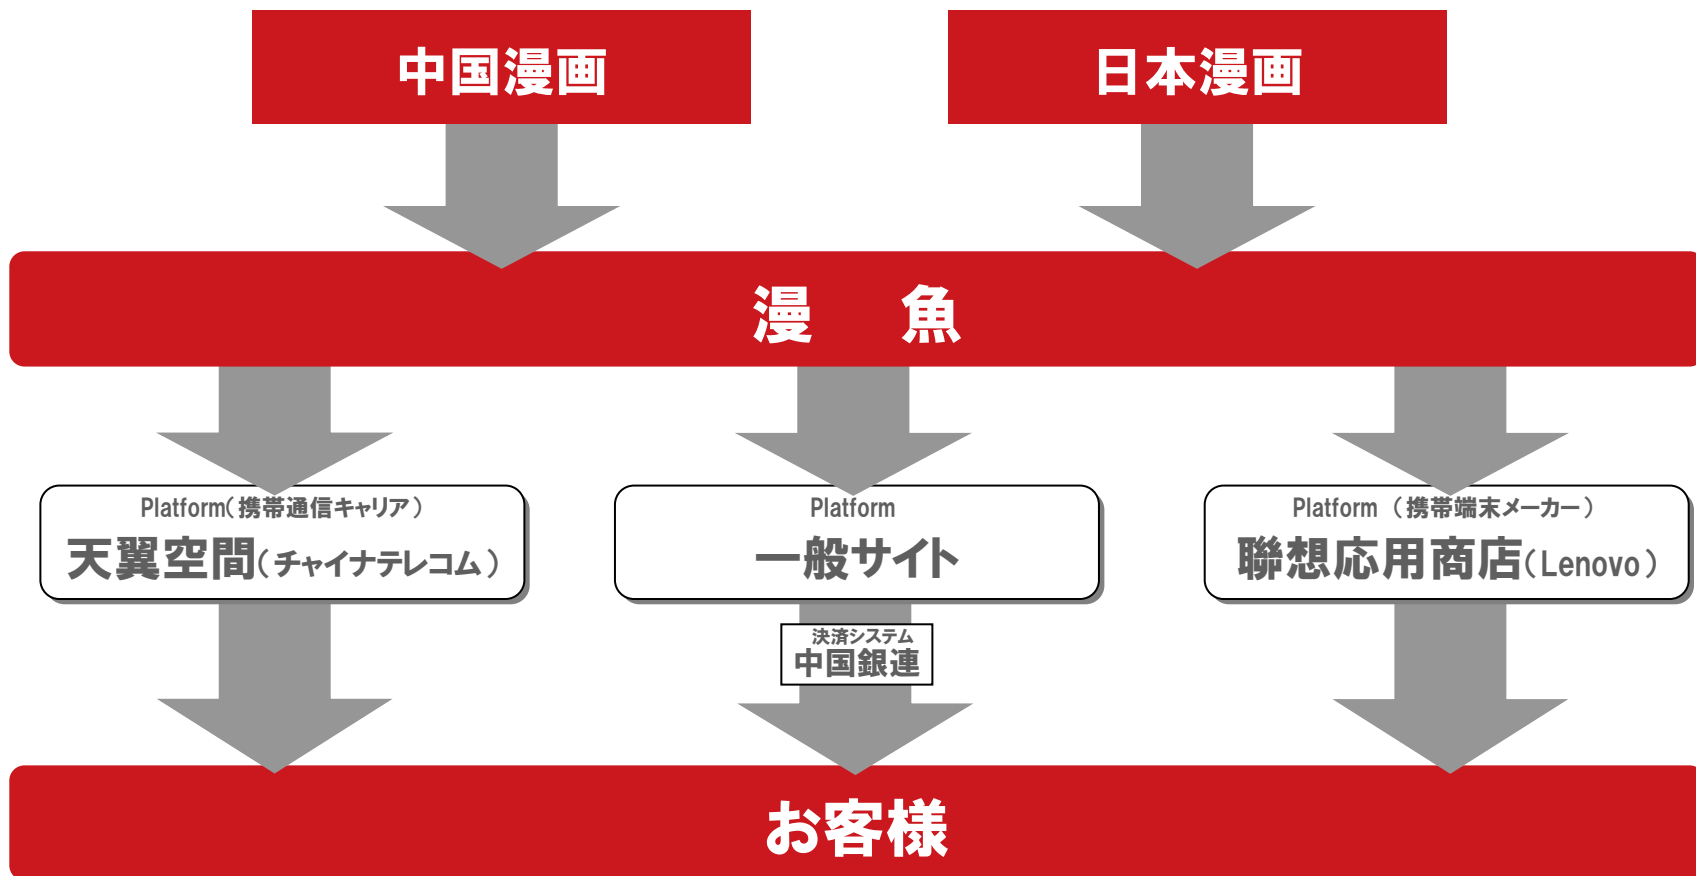 中国漫画
日本漫画
漫 魚
Platform(携帯通信キャリア)
天翼空間(チャイナテレコム)
Platform
一般サイト
Platform (携帯端末メーカー)
聯想応用商店(Lenovo)
決済システム
中国銀連
お客様